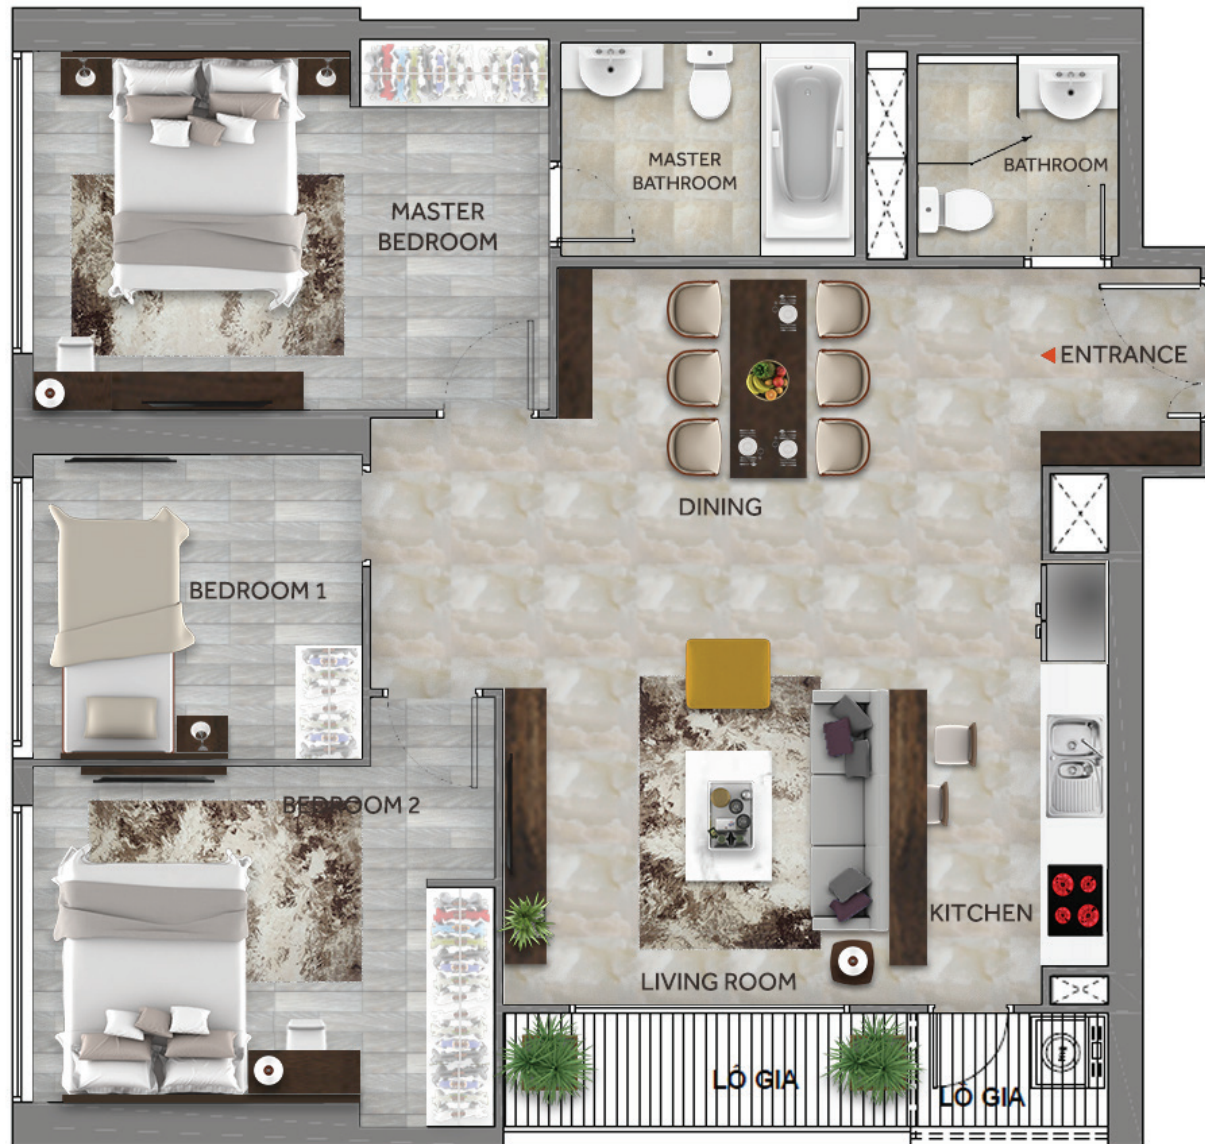 MASTER
BATHROOM
BATHROOM
MASTER
BEDROOM
ENTRANCE
DINING
BEDROOM 1
BEDROOM 2
KITCHEN
LIVING ROOM
LÔ GIA
LÔ GIA